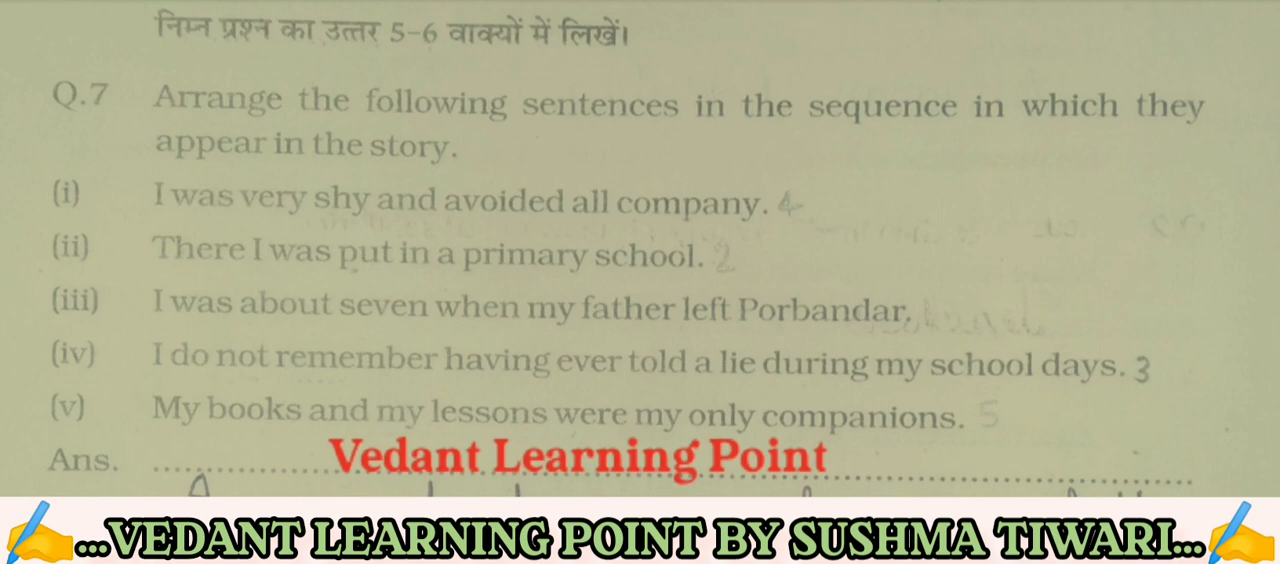 निम्न प्रश्न का उत्तर 5-6 वाक्यों में लिखें।
Q.7 Arrange the following sentences in the sequence in which they
appear in the story.
(i) I was very shy and avoided all company. 4
(ii) There I was put in a primary school. 2
(iii) I was about seven when my father left Porbandar.
(iv) I do not remember having ever told a lie during my school days. 3
(v) My books and my lessons were my only companions. 5
Ans. ....................................
Vedant Learning Point
...VEDANT LEARNING POINT BY SUSHMA TIWARI...